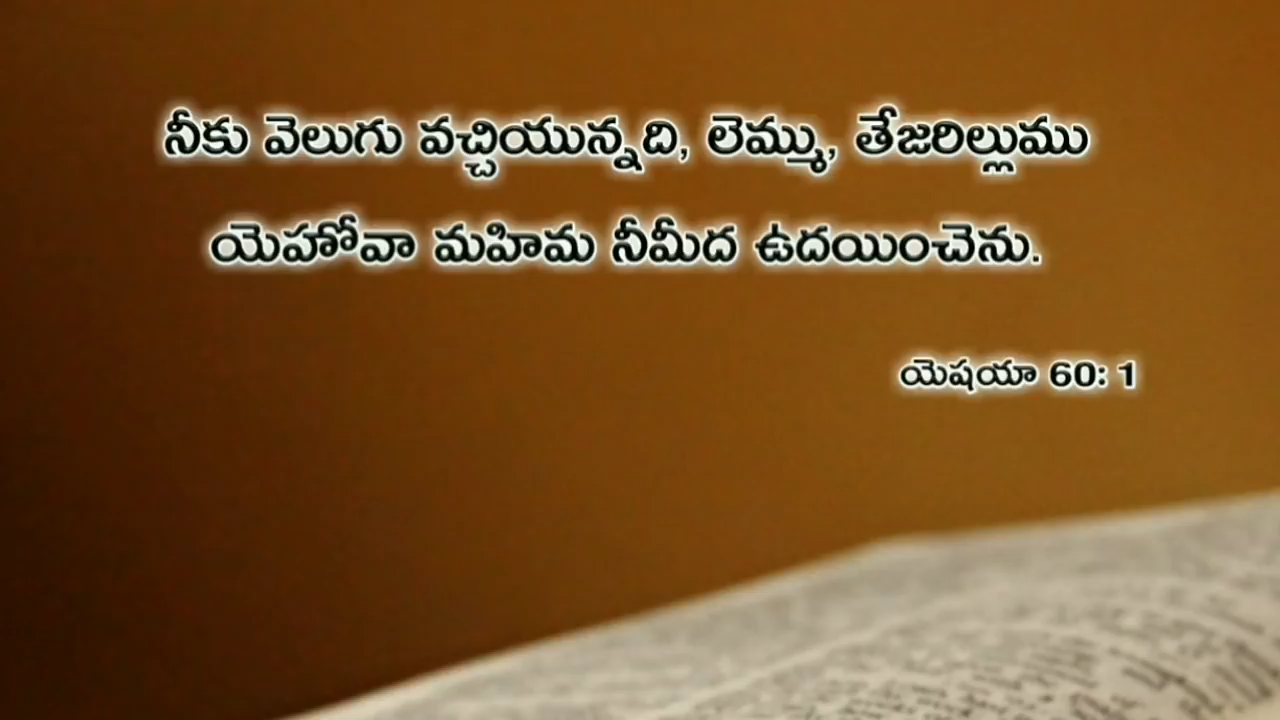 నీకు వెలుగు వచ్చియున్నది, లెమ్ము, తేజరిల్లుము
యెహోవా మహిమ నీమీద ఉదయించెను.
యెషయా 60: 1